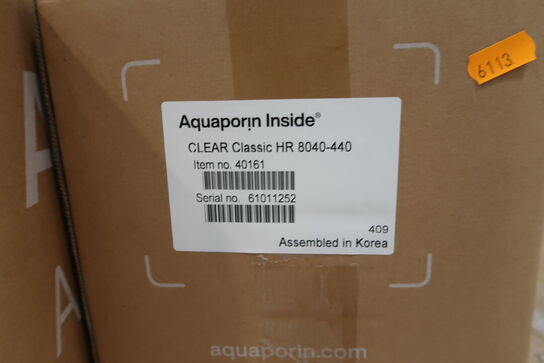 6113
Aquaporin Inside®
CLEAR Classic HR 8040-440
Item no. 40161
Serial no. 61011252
409
Assembled in Korea
A
A
aquaporin.com